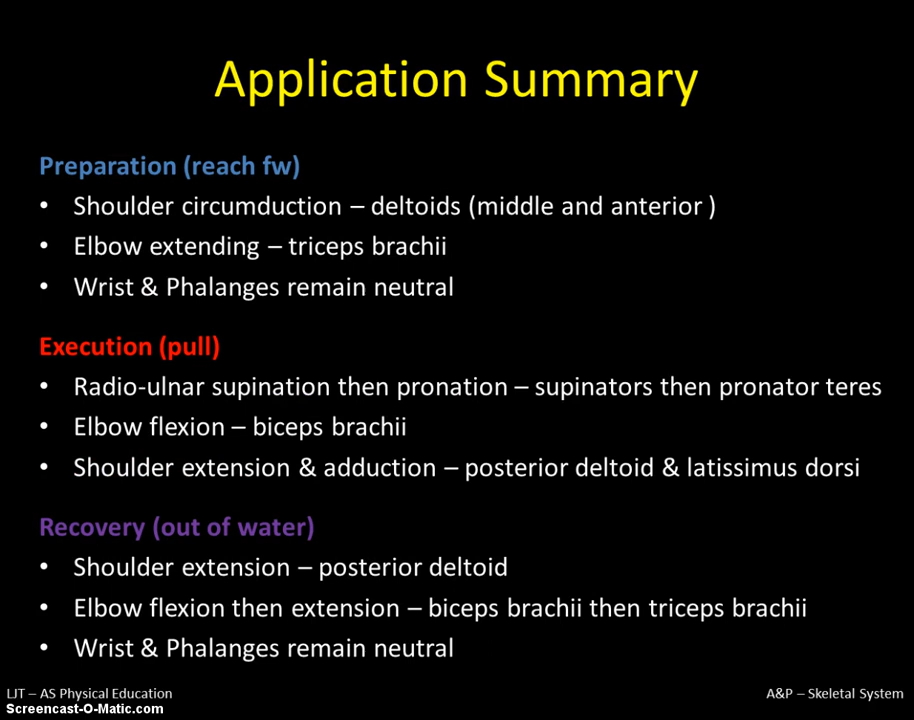 Application Summary
Preparation (reach fw)
• Shoulder circumduction – deltoids (middle and anterior )
• Elbow extending – triceps brachii
• Wrist & Phalanges remain neutral
Execution (pull)
• Radio-ulnar supination then pronation – supinators then pronator teres
• Elbow flexion – biceps brachii
• Shoulder extension & adduction – posterior deltoid & latissimus dorsi
Recovery (out of water)
• Shoulder extension – posterior deltoid
• Elbow flexion then extension – biceps brachii then triceps brachii
• Wrist & Phalanges remain neutral
LJT – AS Physical Education
A&P – Skeletal System
Screencast-O-Matic.com